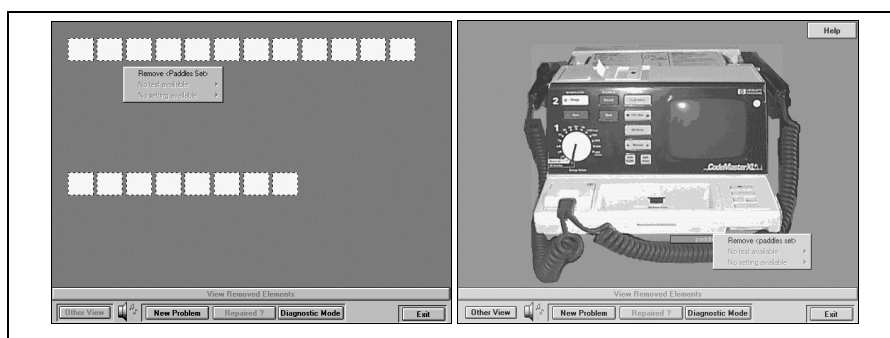 Remove <Paddles Set>
No test available
No setting available
View Removed Elements
Other View
New Problem
Repaired ?
Diagnostic Mode
Exit
Help
2
1
CodeMaster XL+
Remove <paddles set>
No test available
No setting available
View Removed Elements
Other View
New Problem
Repaired ?
Diagnostic Mode
Exit